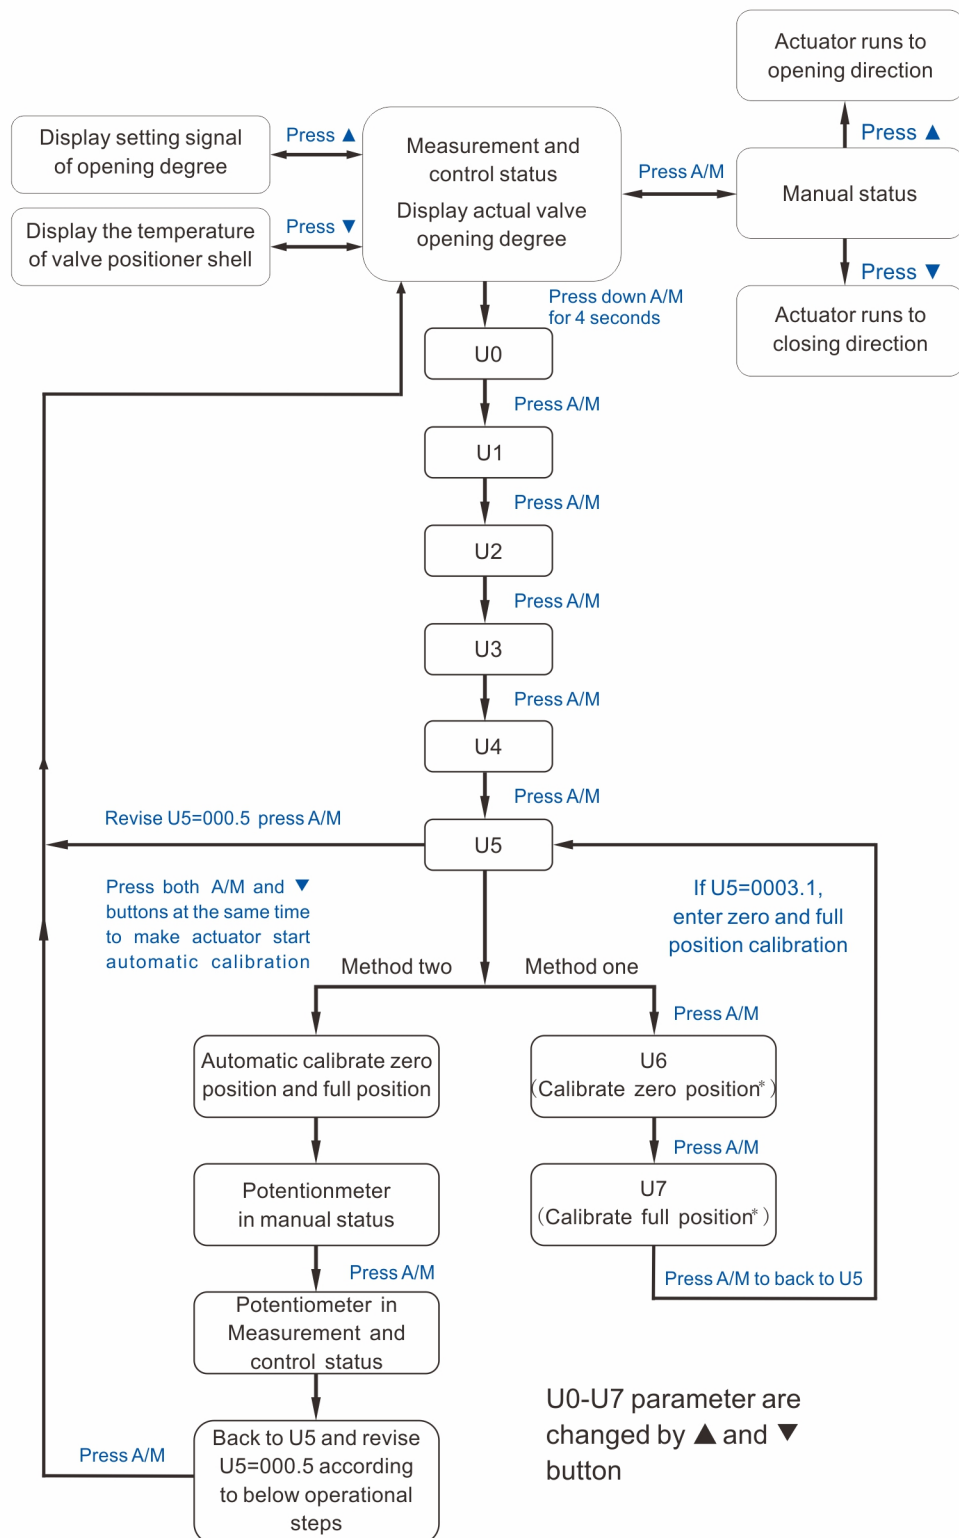 Actuator runs to
opening direction
Press ▲
Display setting signal
of opening degree
Press ▲
Measurement and
control status
Display actual valve
opening degree
Press A/M
Manual status
Display the temperature
of valve positioner shell
Press ▼
Press ▼
Actuator runs to
closing direction
Press down A/M
for 4 seconds
U0
Press A/M
U1
Press A/M
U2
Press A/M
U3
Press A/M
U4
Press A/M
Revise U5=000.5 press A/M
U5
Press both A/M and ▼
buttons at the same time
to make actuator start
automatic calibration
If U5=0003.1,
enter zero and full
position calibration
Method two
Method one
Press A/M
Automatic calibrate zero
position and full position
U6
(Calibrate zero position*)
Press A/M
Potentionmeter
in manual status
U7
(Calibrate full position*)
Press A/M
Press A/M to back to U5
Potentiometer in
Measurement and
control status
Back to U5 and revise
U5=000.5 according
to below operational
steps
Press A/M
U0-U7 parameter are
changed by ▲ and ▼
button